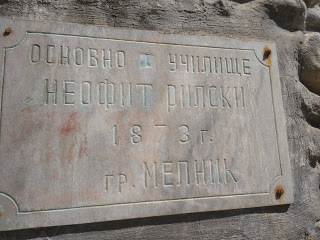 ОСНОВНО УЧИЛИЩЕ
НЕОФИТ РИЛСКИ
1873 г.
гр. МЕЛНИК